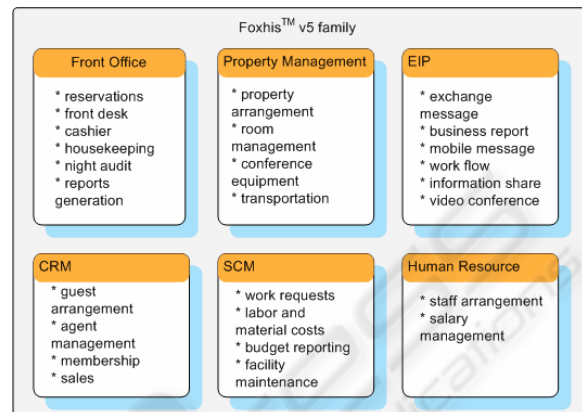 Foxhis™ v5 family
Front Office
* reservations
* front desk
* cashier
* housekeeping
* night audit
* reports
generation
Property Management
* property
arrangement
* room
management
* conference
equipment
* transportation
EIP
* exchange
message
* business report
* mobile message
* work flow
* information share
* video conference
CRM
* guest
arrangement
* agent
management
* membership
* sales
SCM
* work requests
* labor and
material costs
* budget reporting
* facility
maintenance
Human Resource
* staff arrangement
* salary
management